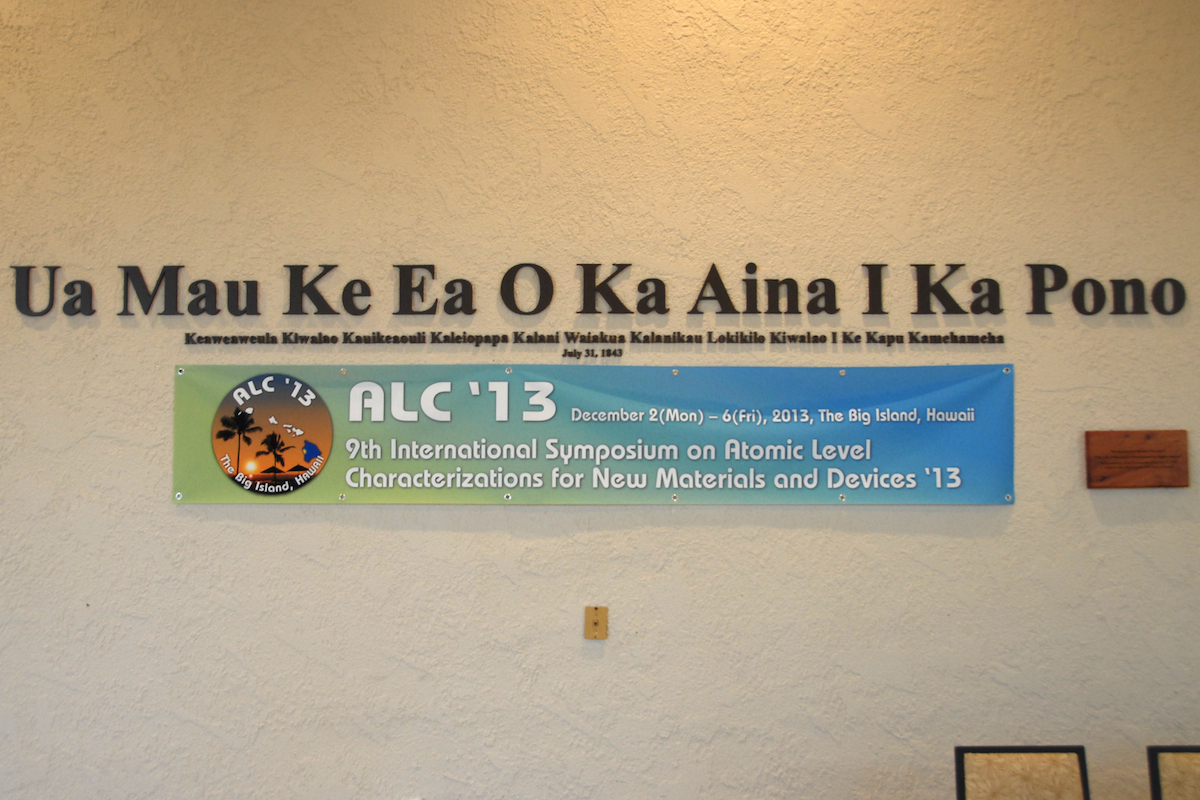 Ua Mau Ke Ea O Ka Aina I Ka Pono
Keaweaweula Kiwalao Kauikeaouli Kaleiopapa Kalani Waiakua Kalanikau Lokikilo Kiwalao I Ke Kapu Kamehameha
July 31, 1843
ALC '13
The Big Island, HAWAII
ALC '13 December 2(Mon) – 6(Fri), 2013, The Big Island, Hawaii
9th International Symposium on Atomic Level
Characterizations for New Materials and Devices '13